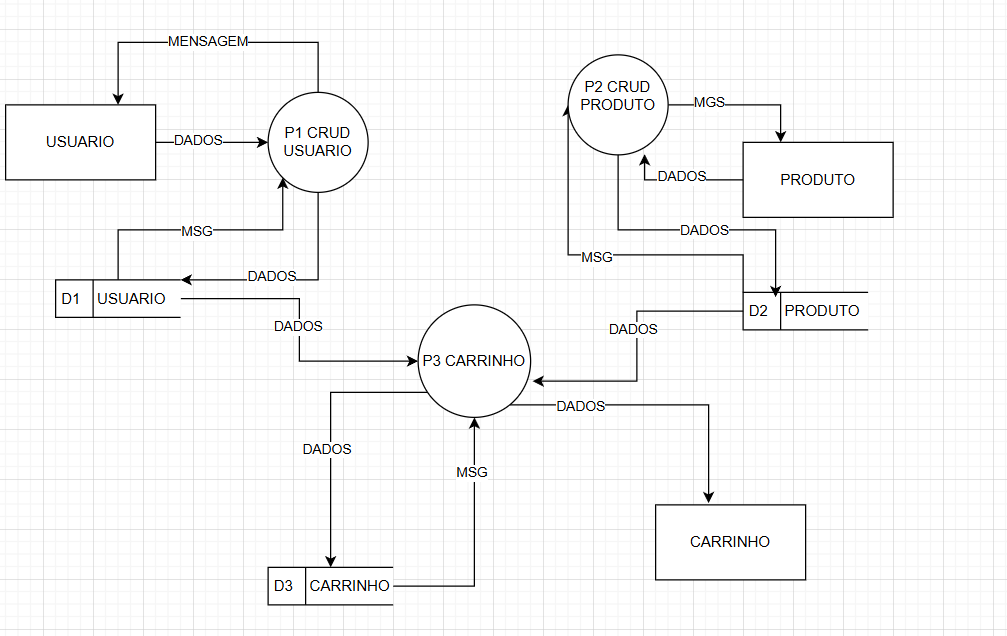 MENSAGEM
P2 CRUD
PRODUTO
MGS
USUARIO
DADOS
P1 CRUD
USUARIO
DADOS
PRODUTO
MSG
DADOS
MSG
DADOS
D1
USUARIO
D2
PRODUTO
DADOS
DADOS
P3 CARRINHO
DADOS
DADOS
MSG
CARRINHO
D3
CARRINHO